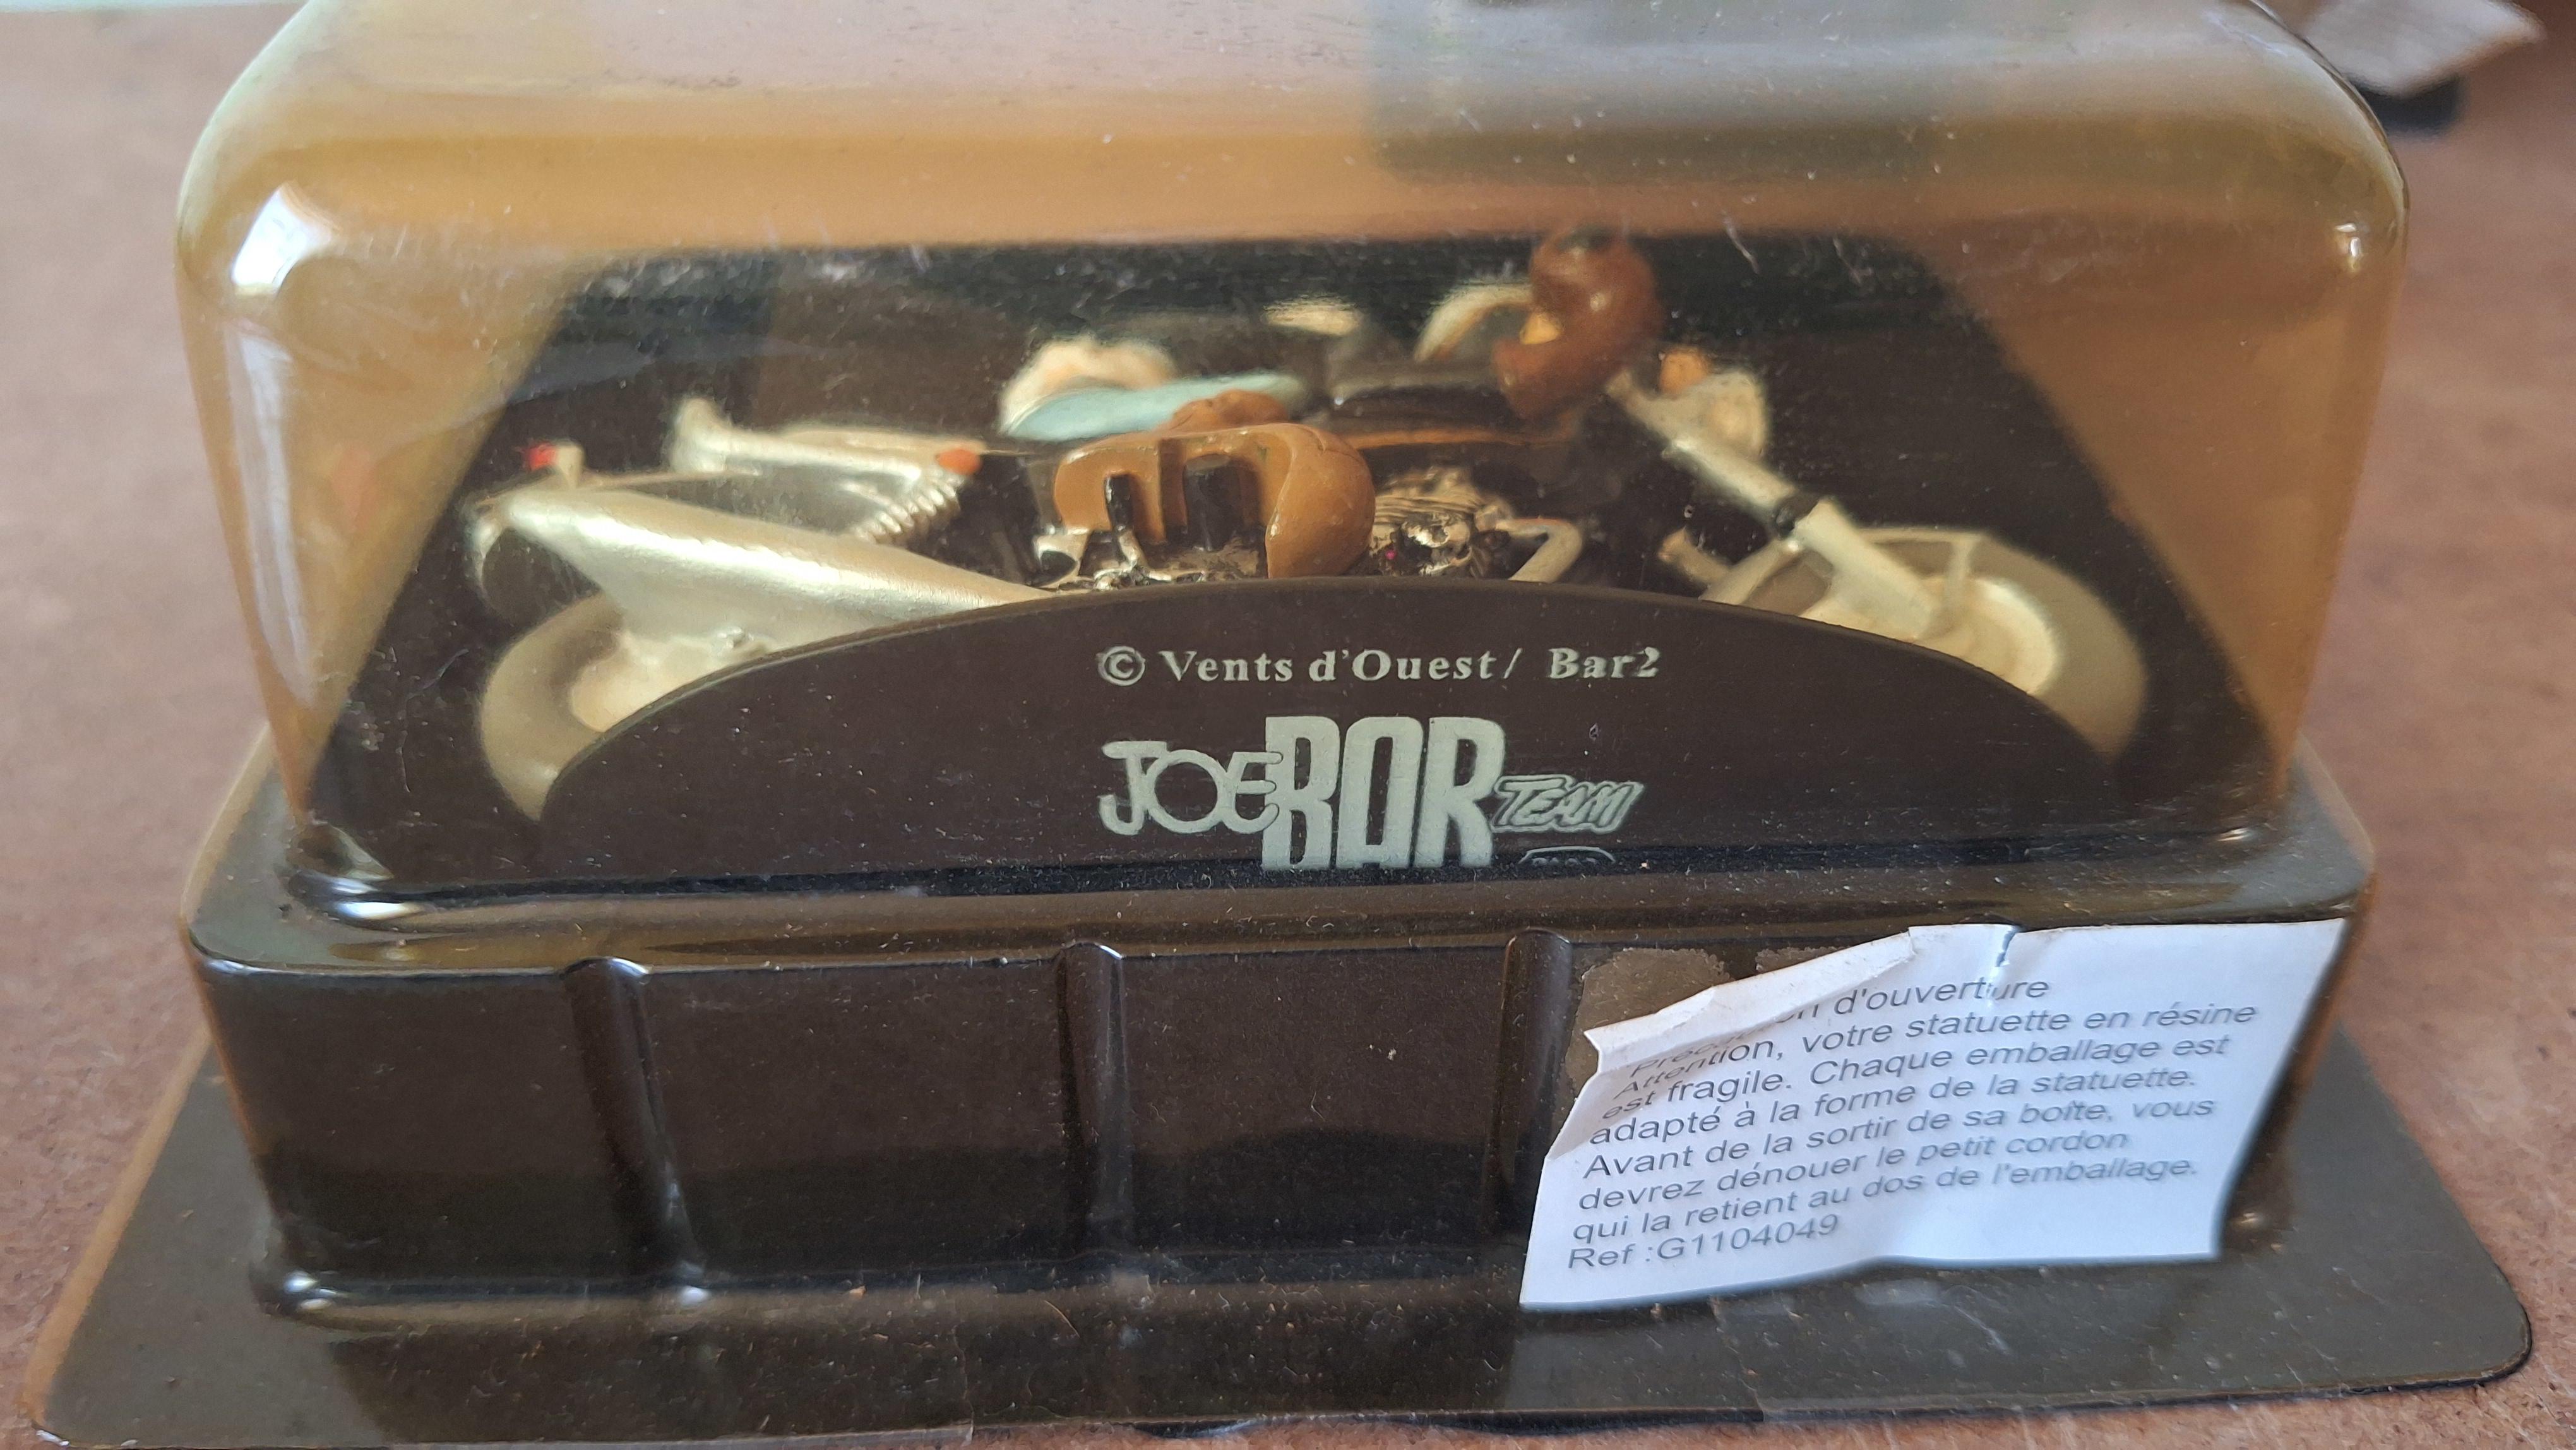 © Vents d'Ouest / Bar2
JOE BAR TEAM
d'ouverture
Attention, votre statuette en résine
est fragile. Chaque emballage est
adapté à la forme de la statuette.
Avant de la sortir de sa boîte, vous
devrez dénouer le petit cordon
qui la retient au dos de l'emballage.
Ref :G1104049